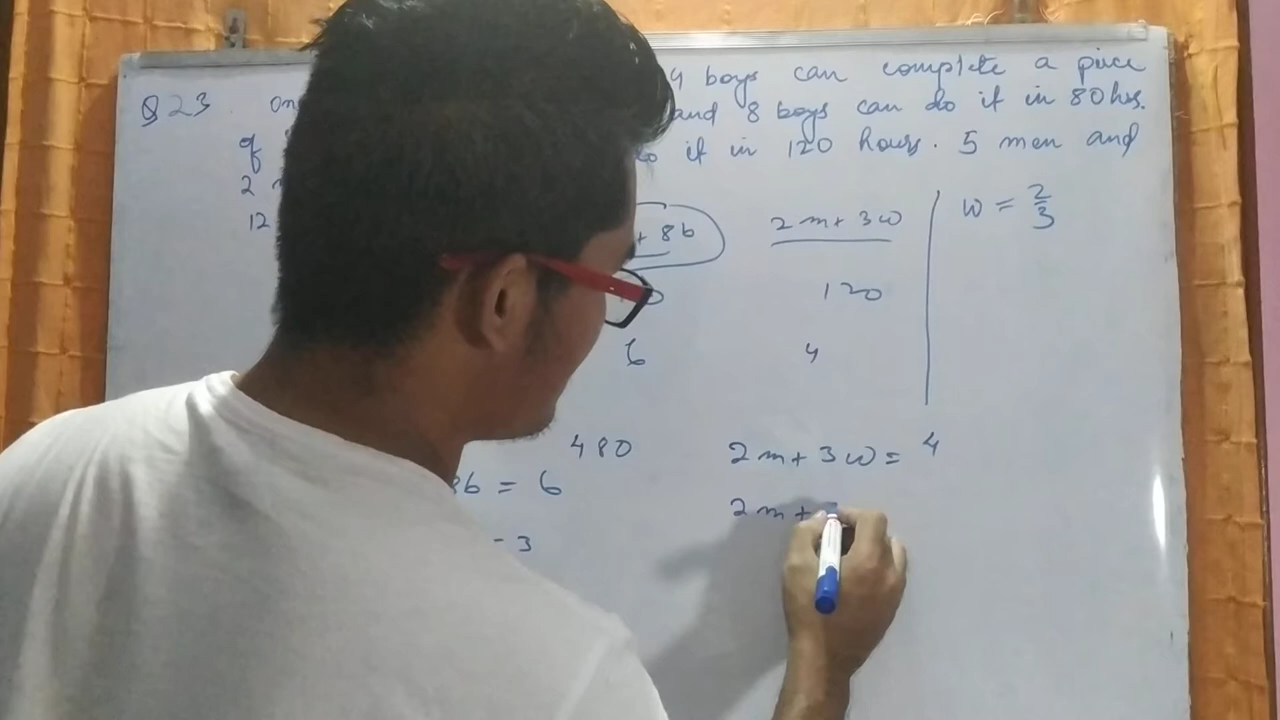 Q 23 On 4 boys can complete a piece
of and 8 boys can do it in 80 hrs.
2 it in 120 hours. 5 men and
12
+ 8b 2m + 3w w = 2/3
120
6 4
480 2m + 3w = 4
8b = 6 2m +
- 3